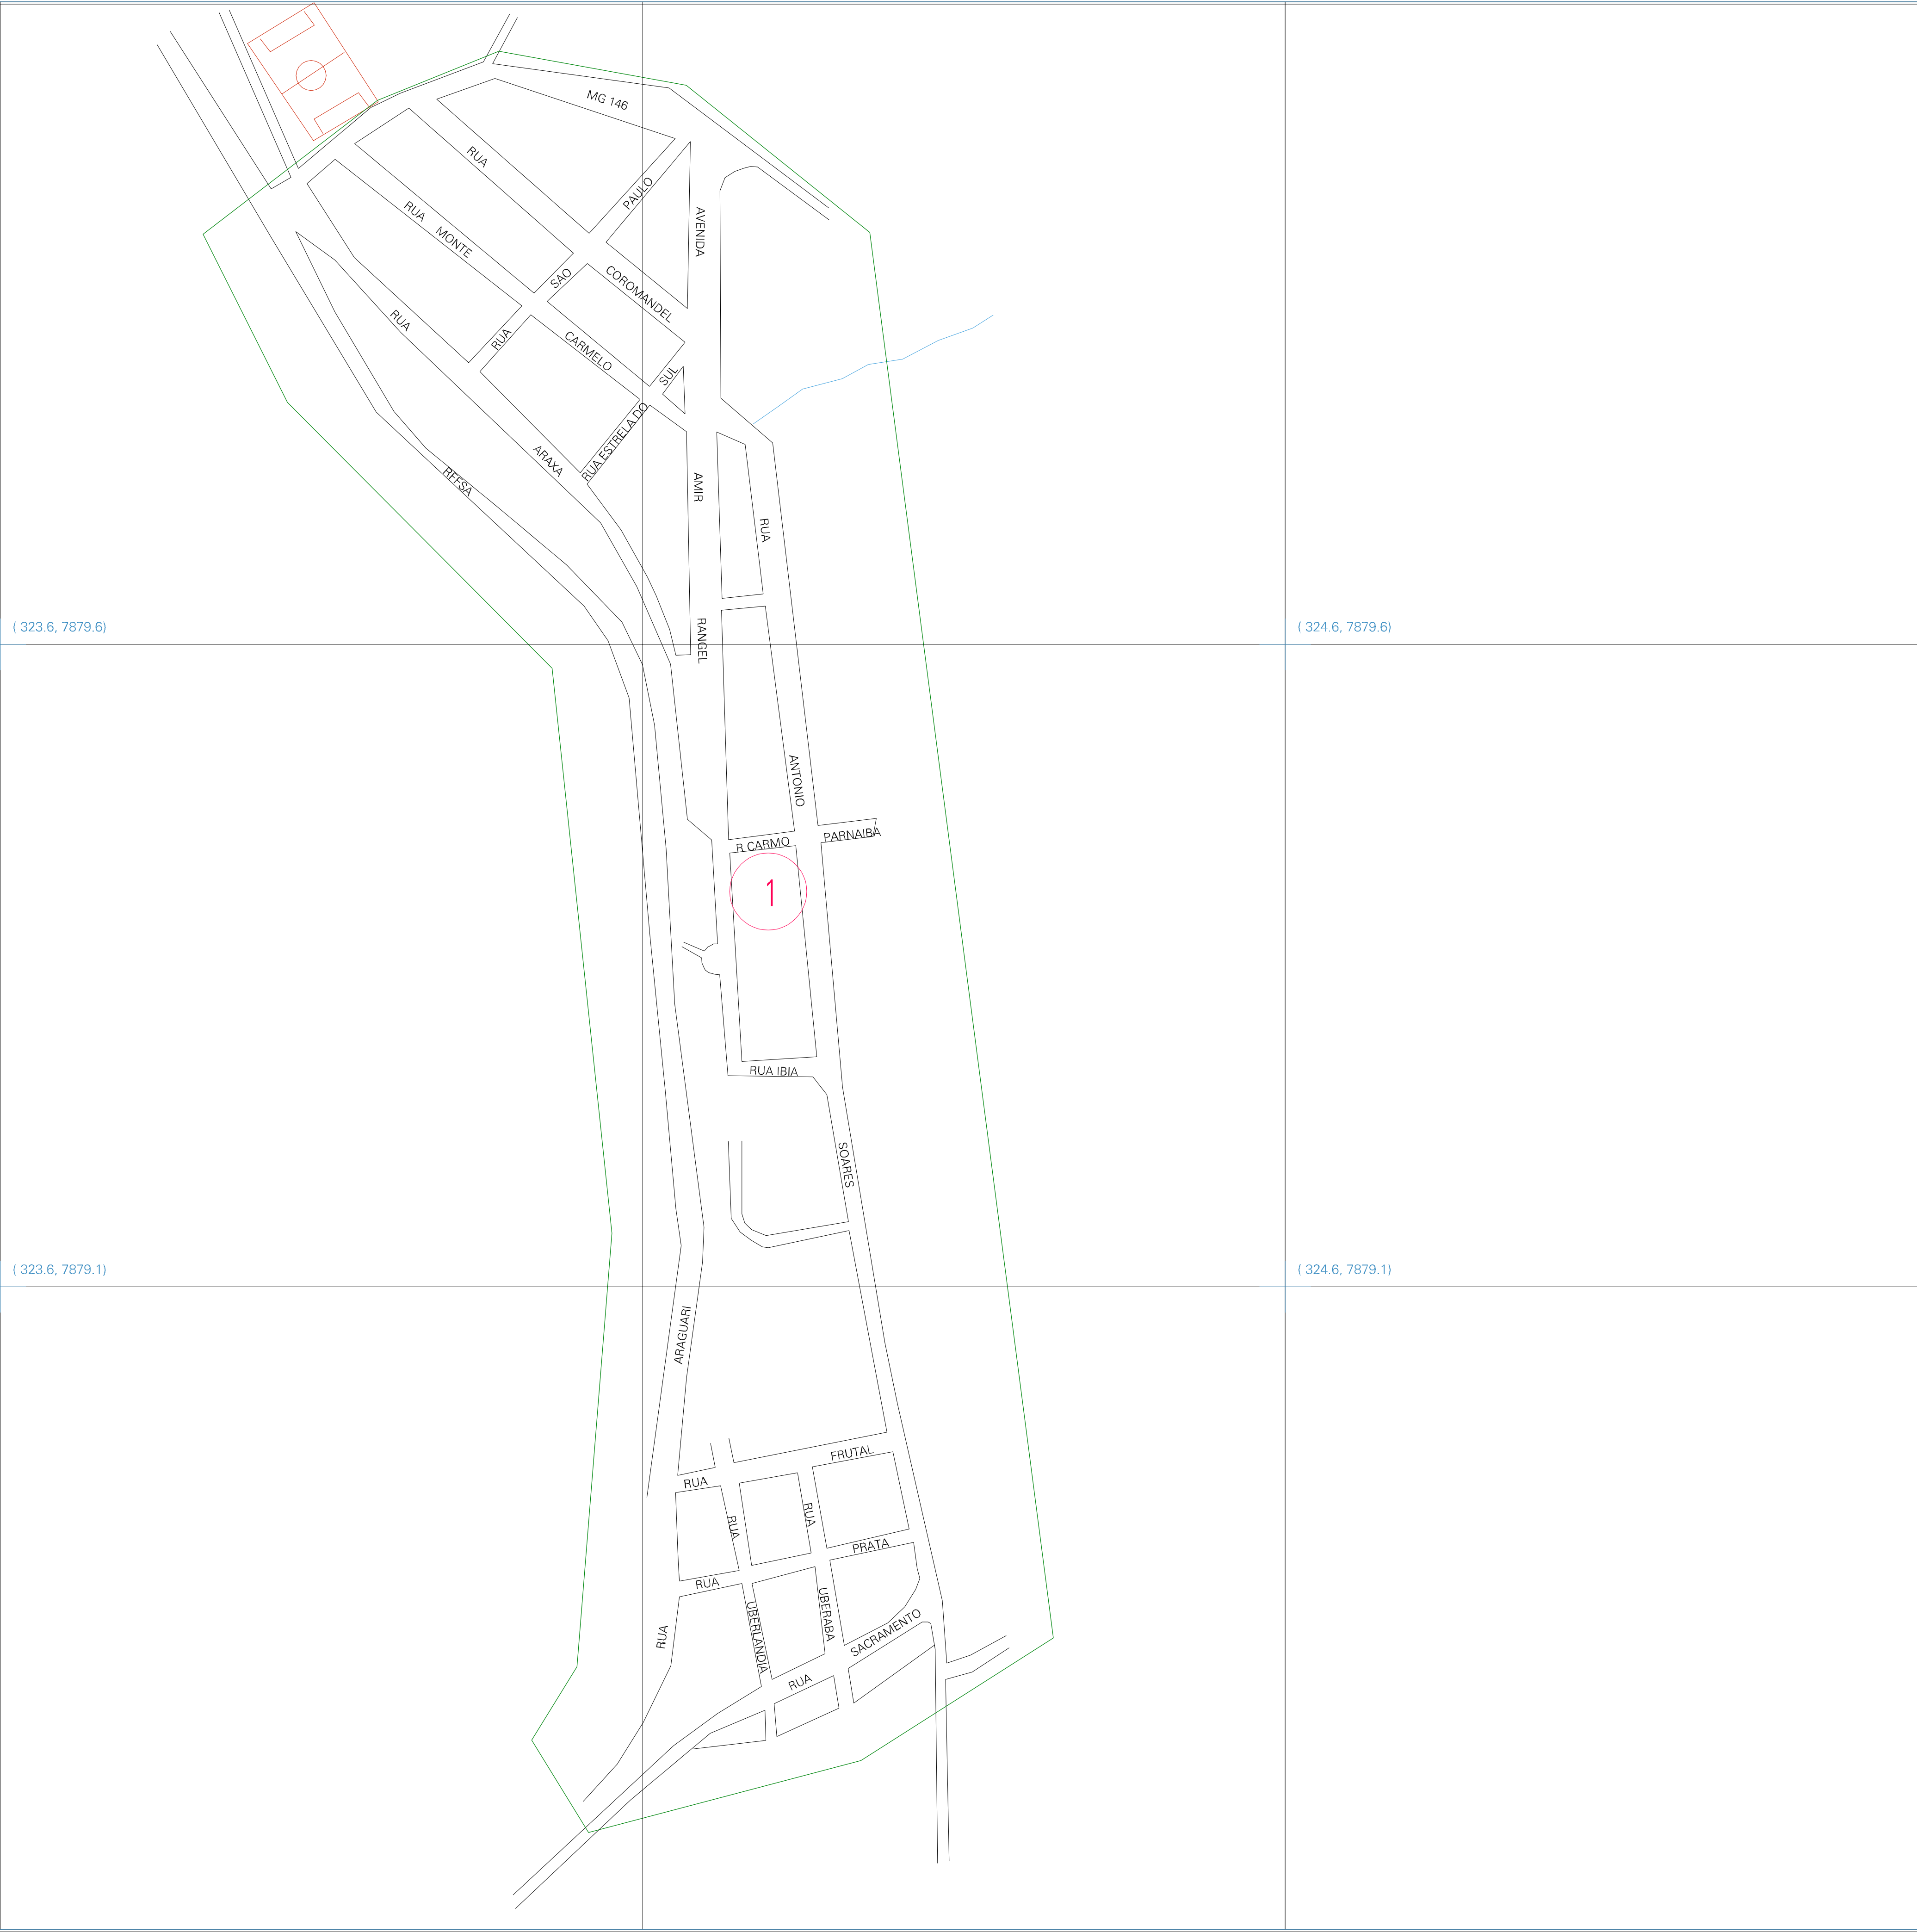 MG 146
RUA
PAULO
RUA
MONTE
AVENIDA
SAO
COROMANDEL
RUA
RUA
CARMELO
SUL
RUA ESTRELA DO
ARAXA
RFFSA
AMIR
RUA
( 323.6, 7879.6)
RANGEL
( 324.6, 7879.6)
ANTONIO
R CARMO
PARNAIBA
1
RUA IBIA
SOARES
( 323.6, 7879.1)
( 324.6, 7879.1)
ARAGUARI
FRUTAL
RUA
RUA
RUA
PRATA
RUA
UBERLANDIA
UBERABA
SACRAMENTO
RUA
RUA